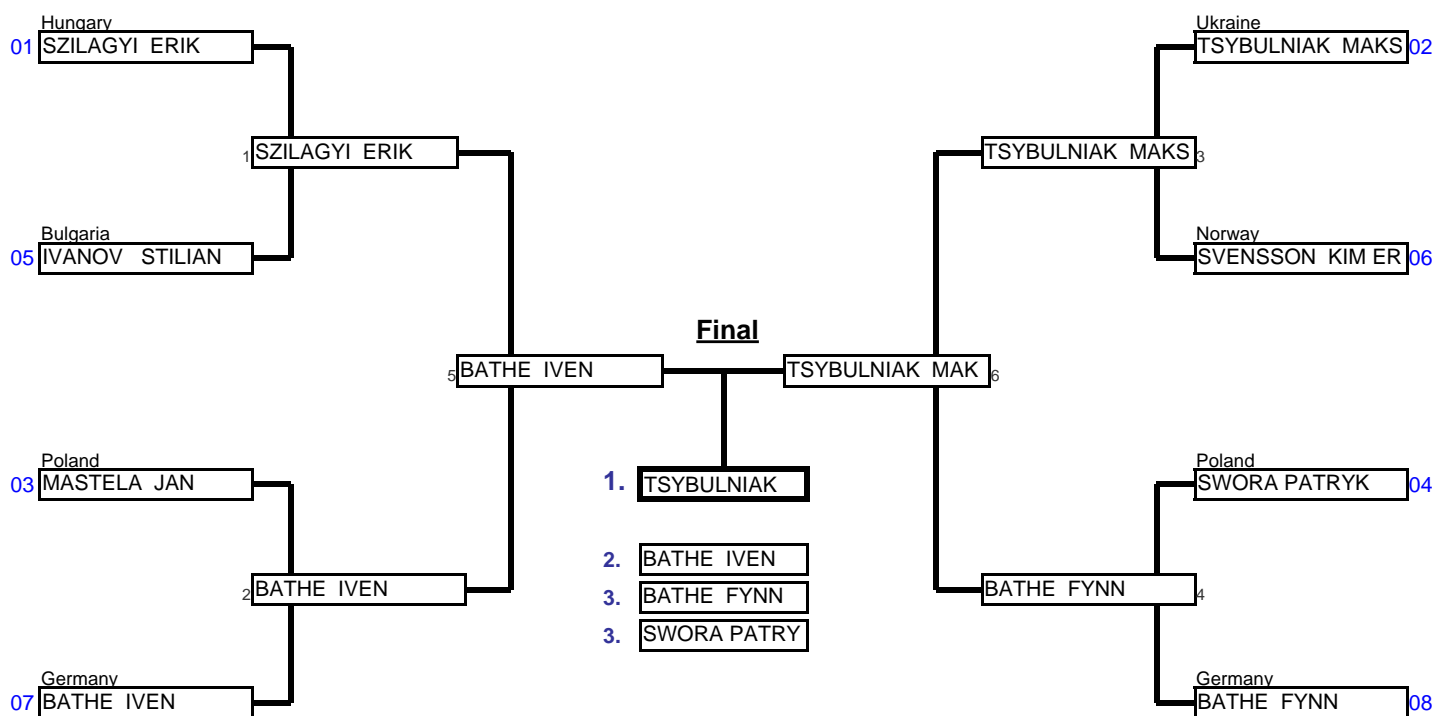 Hungary
01 SZILAGYI ERIK
Ukraine
TSYBULNIAK MAKS 02
1 SZILAGYI ERIK
TSYBULNIAK MAKS 3
Bulgaria
05 IVANOV STILIAN
Norway
SVENSSON KIM ER 06
Final
5 BATHE IVEN
TSYBULNIAK MAK 6
Poland
03 MASTELA JAN
1. TSYBULNIAK
Poland
SWORA PATRYK 04
2. BATHE IVEN
2 BATHE IVEN
3. BATHE FYNN
BATHE FYNN 4
3. SWORA PATRY
Germany
07 BATHE IVEN
Germany
BATHE FYNN 08